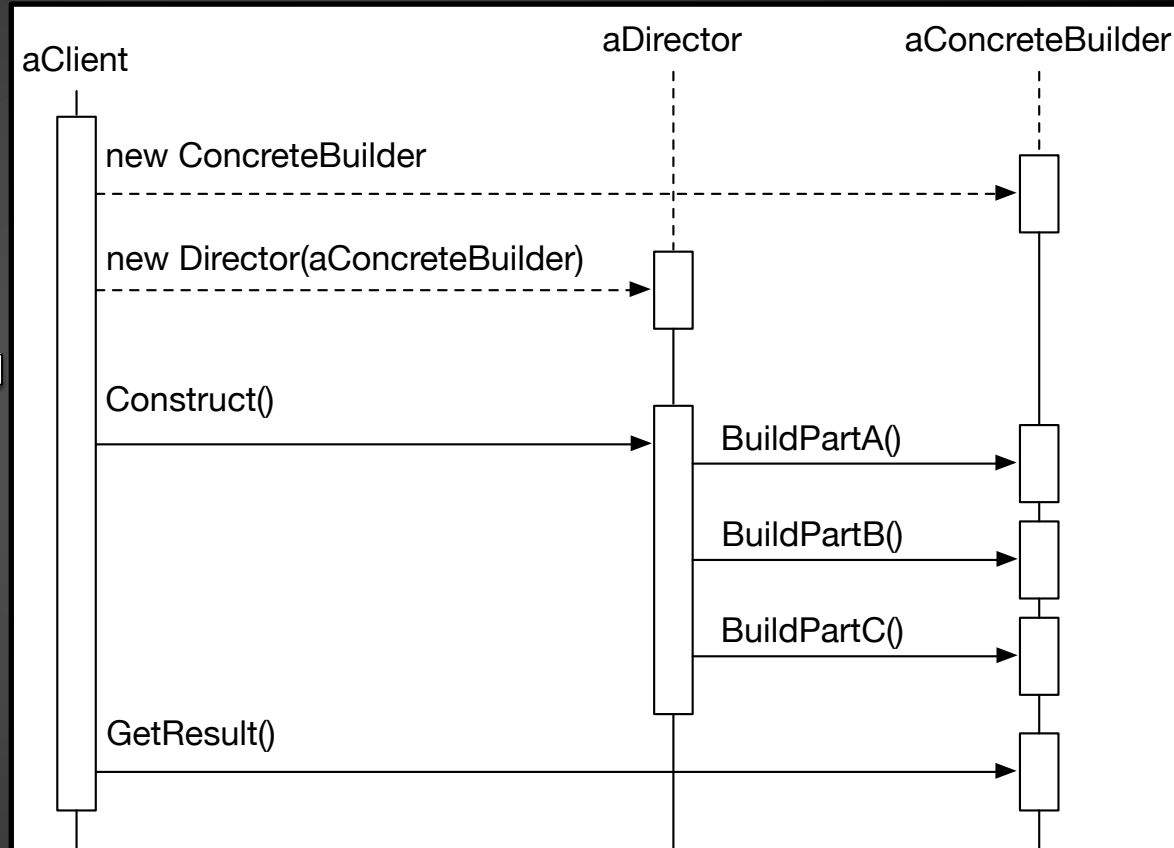 aClient
aDirector
aConcreteBuilder
new ConcreteBuilder
new Director(aConcreteBuilder)
Construct()
BuildPartA()
BuildPartB()
BuildPartC()
GetResult()